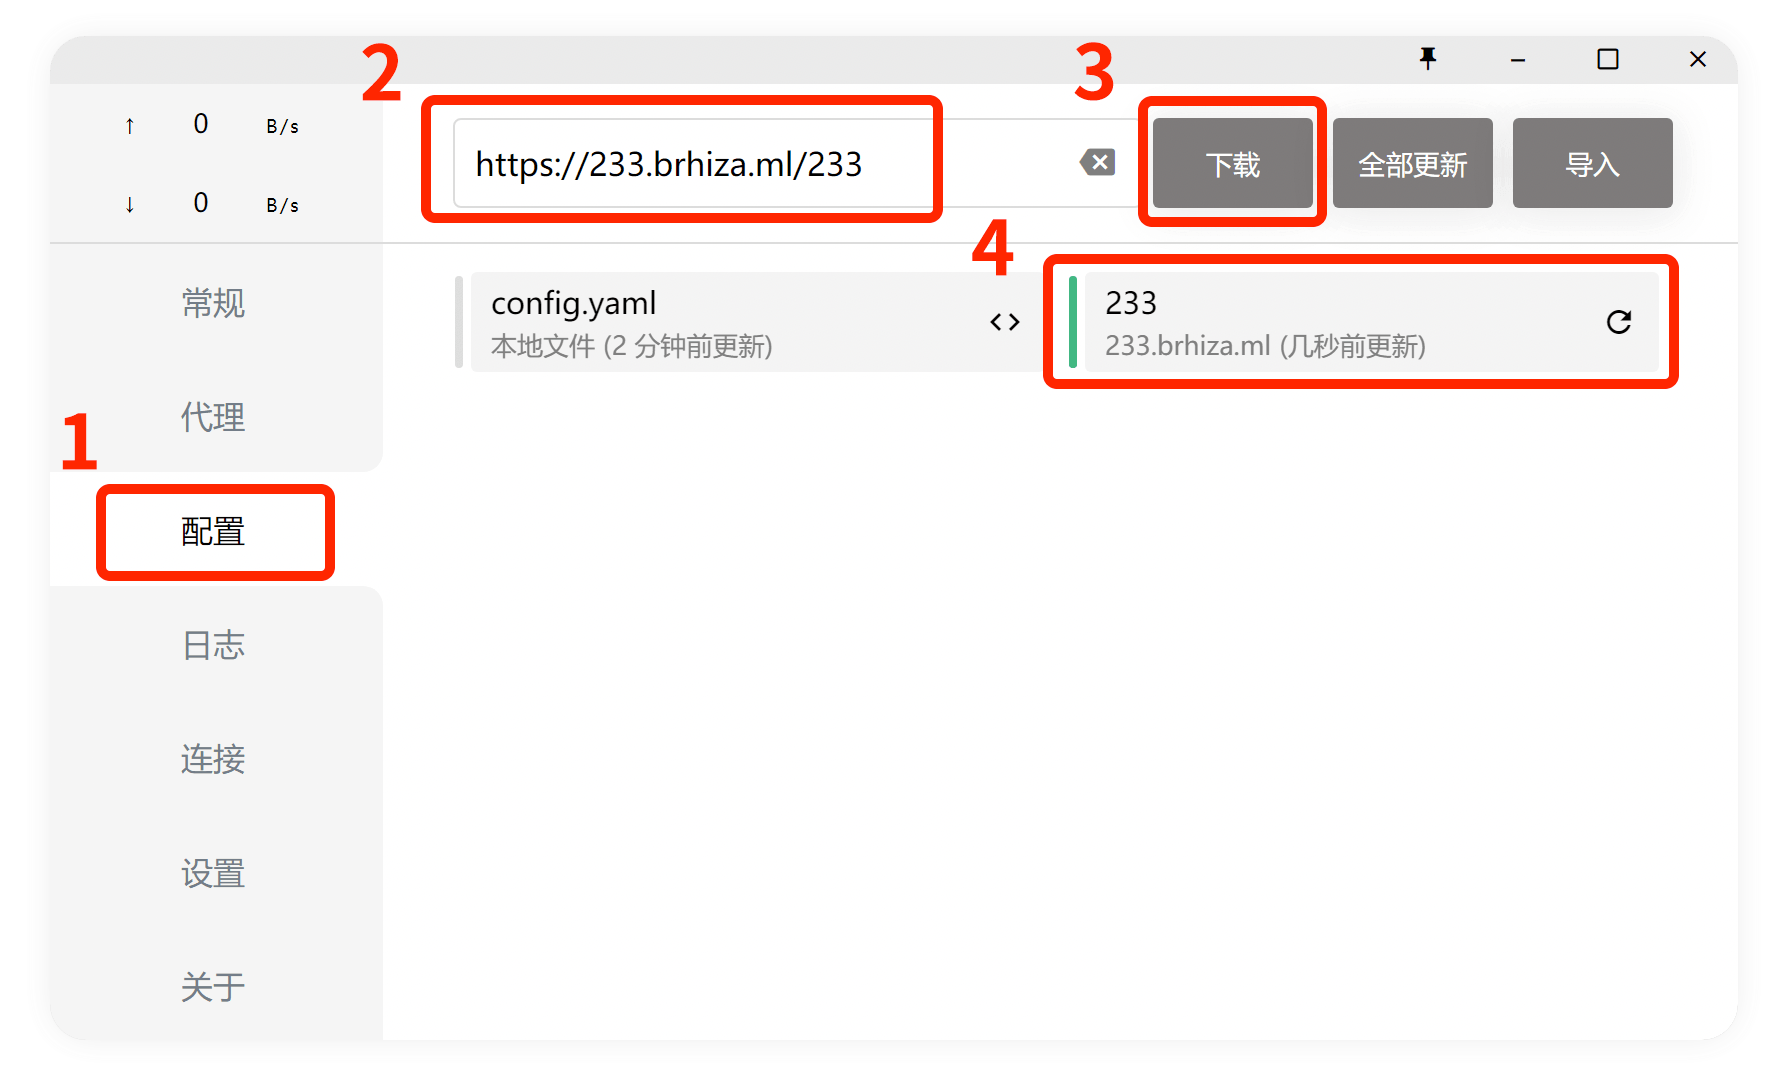 2
3
↑ 0 B/s
↓ 0 B/s
https://233.brhiza.ml/233
下载
全部更新
导入
4
常规
代理
1
配置
日志
连接
设置
关于
config.yaml
本地文件 (2 分钟前更新)
233
233.brhiza.ml (几秒前更新)